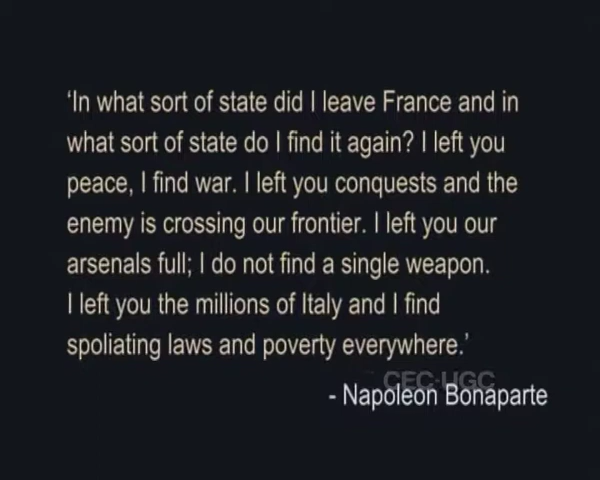 ‘In what sort of state did I leave France and in
what sort of state do I find it again? I left you
peace, I find war. I left you conquests and the
enemy is crossing our frontier. I left you our
arsenals full; I do not find a single weapon.
I left you the millions of Italy and I find
spoliating laws and poverty everywhere.’
CEC-UGC
- Napoleon Bonaparte